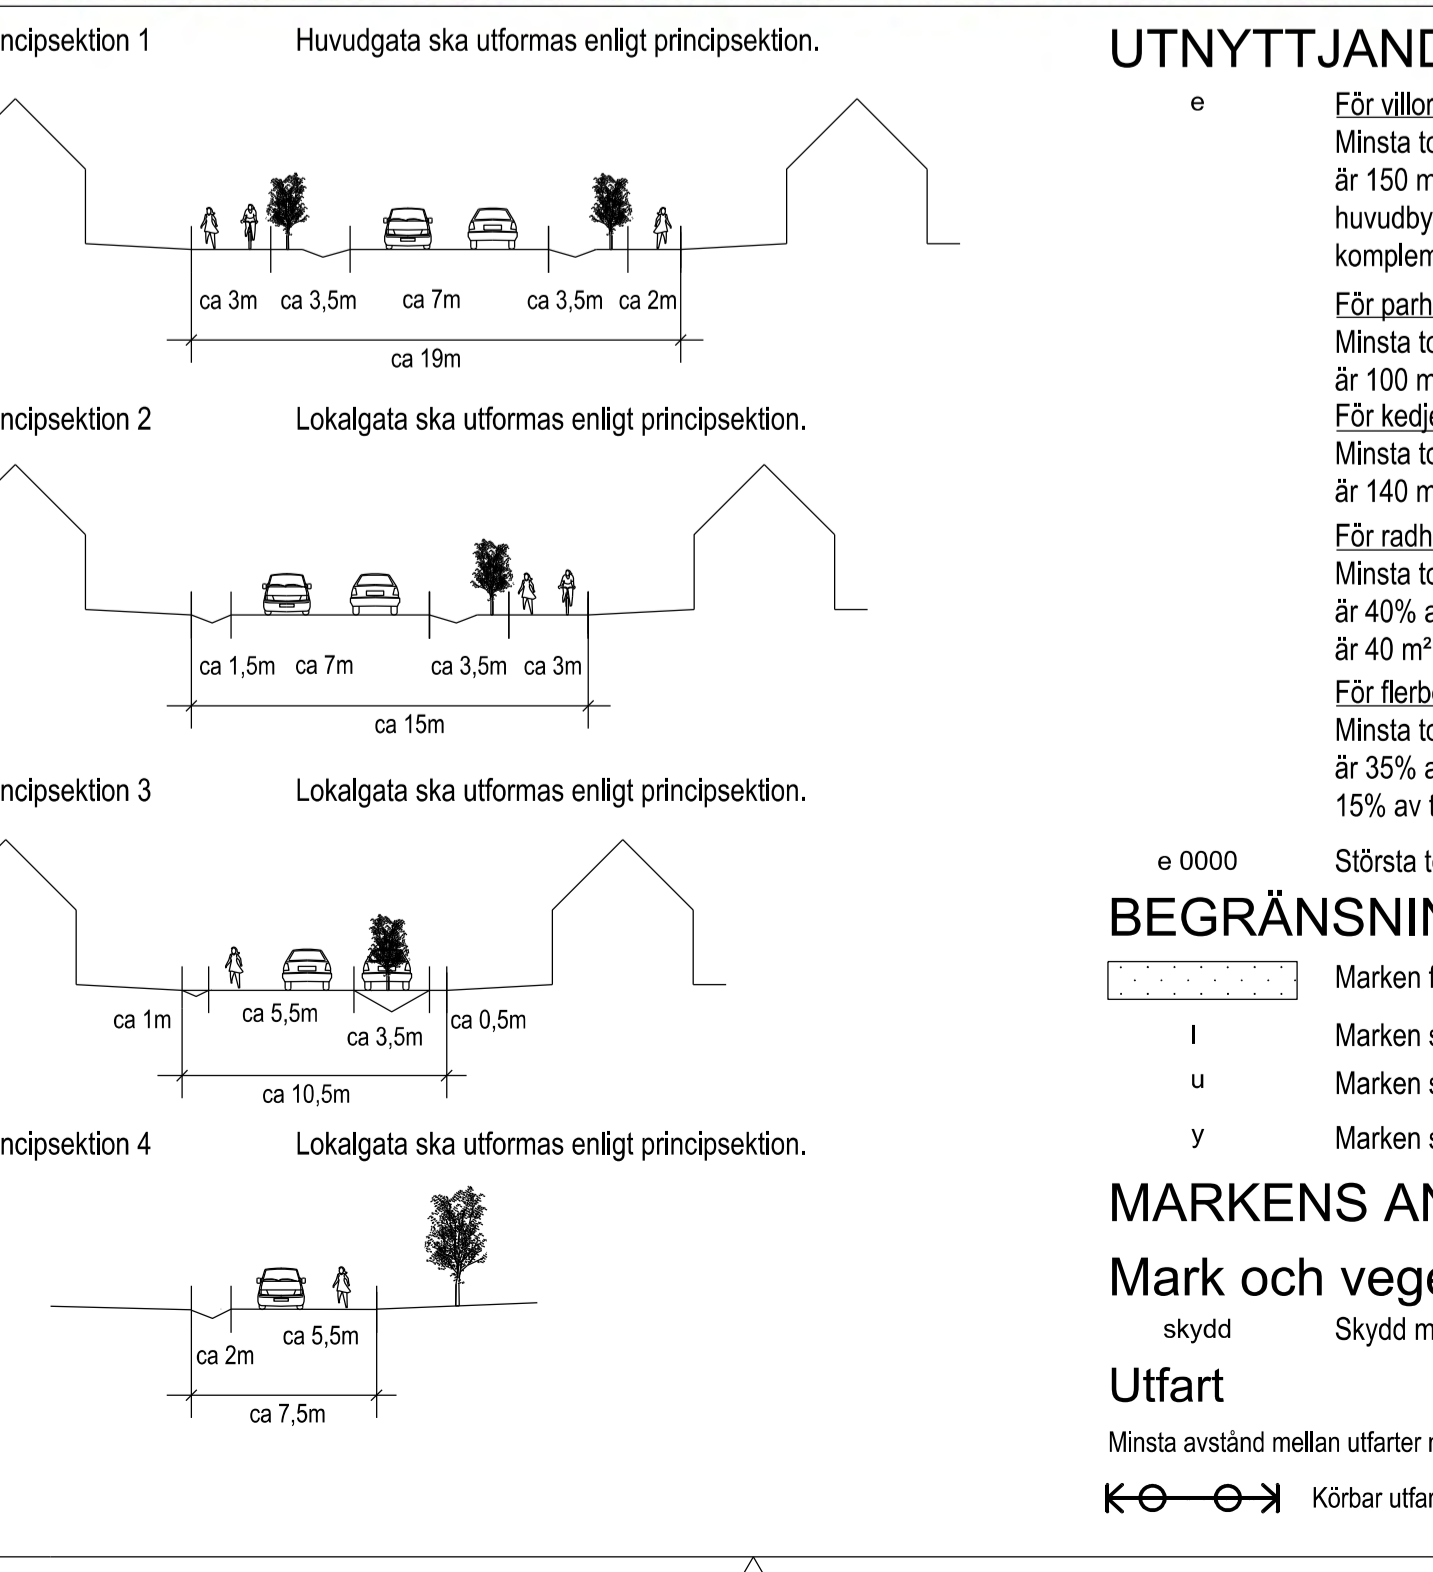 ncipsektion 1
Huvudgata ska utformas enligt principsektion.
ca 3m ca 3,5m ca 7m ca 3,5m ca 2m
ca 19m
ncipsektion 2
Lokalgata ska utformas enligt principsektion.
ca 1,5m ca 7m ca 3,5m ca 3m
ca 15m
ncipsektion 3
Lokalgata ska utformas enligt principsektion.
ca 1m ca 5,5m ca 3,5m ca 0,5m
ca 10,5m
ncipsektion 4
Lokalgata ska utformas enligt principsektion.
ca 2m ca 5,5m
ca 7,5m
UTNYTTJAND
e För villor
Minsta to
är 150 m
huvudby
komplem
För parh
Minsta to
är 100 m
För kedje
Minsta to
är 140 m
För radh
Minsta to
är 40% a
är 40 m²
För flerb
Minsta to
är 35% a
15% av t
e 0000 Största t
BEGRÄNSNIN
Marken f
l Marken s
u Marken s
y Marken s
MARKENS AN
Mark och vege
skydd Skydd m
Utfart
Minsta avstånd mellan utfarter
Körbar utfar